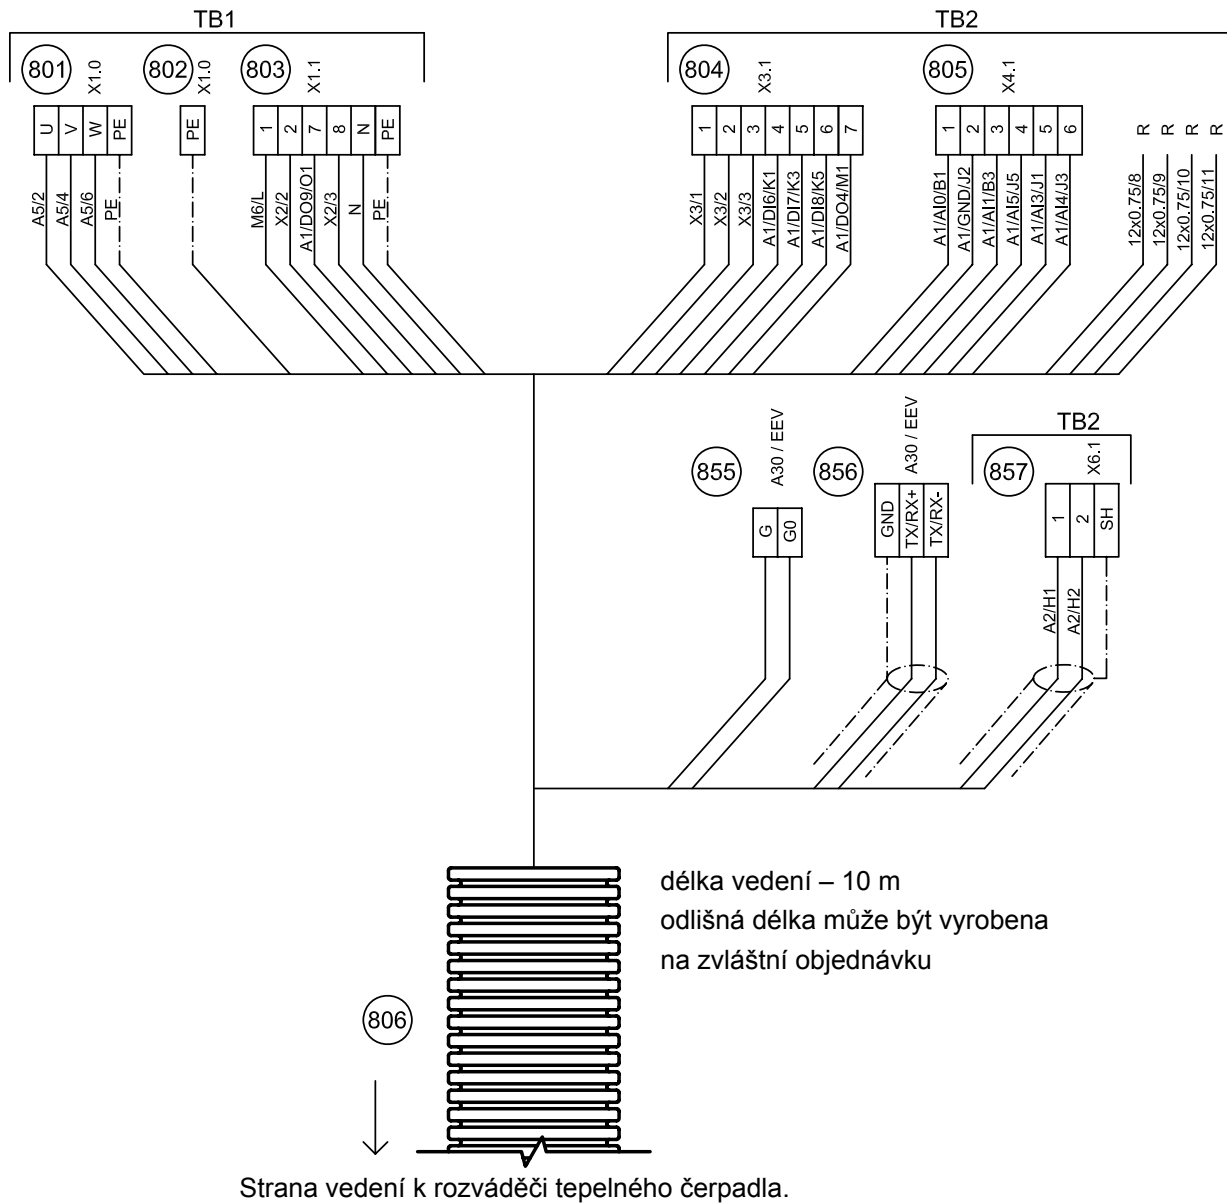 TB1
TB2
801
X1.0
802
X1.0
803
X1.1
804
X3.1
805
X4.1
U
V
W
PE
PE
1
2
7
8
N
PE
1
2
3
4
5
6
7
1
2
3
4
5
6
R
R
R
R
A5/2
A5/4
A5/6
PE
M6/L
X2/2
A1/DO9/O1
X2/3
N
PE
X3/1
X3/2
X3/3
A1/DI6/K1
A1/DI7/K3
A1/DI8/K5
A1/DO4/M1
A1/AI0/B1
A1/GND/J2
A1/AI1/B3
A1/AI5/J5
A1/AI3/J1
A1/AI4/J3
12x0.75/8
12x0.75/9
12x0.75/10
12x0.75/11
855
A30 / EEV
856
A30 / EEV
TB2
857
X6.1
G
G0
GND
TX/RX+
TX/RX-
1
2
SH
A2/H1
A2/H2
délka vedení – 10 m
odlišná délka může být vyrobena
na zvláštní objednávku
806
Strana vedení k rozváděči tepelného čerpadla.